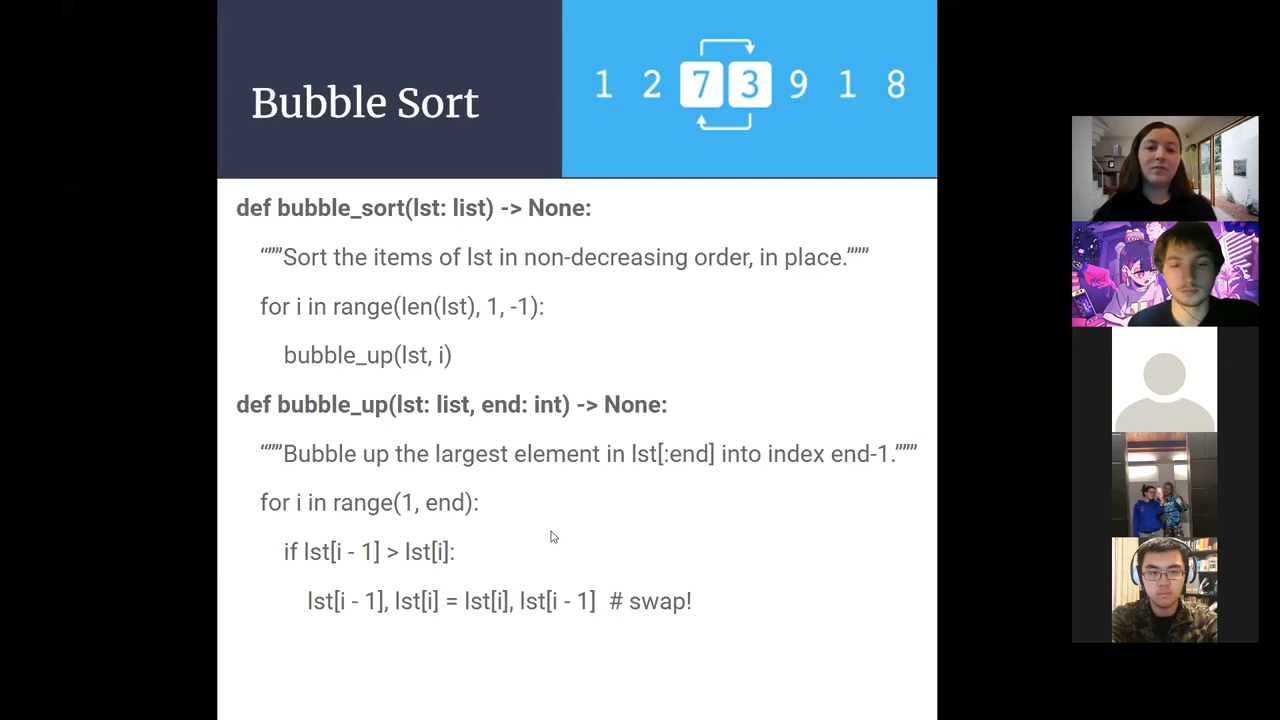 Bubble Sort
1 2 7 3 9 1 8
def bubble_sort(lst: list) -> None:
“””Sort the items of lst in non-decreasing order, in place.”””
for i in range(len(lst), 1, -1):
bubble_up(lst, i)
def bubble_up(lst: list, end: int) -> None:
“””Bubble up the largest element in lst[:end] into index end-1.”””
for i in range(1, end):
if lst[i - 1] > lst[i]:
lst[i - 1], lst[i] = lst[i], lst[i - 1]  # swap!